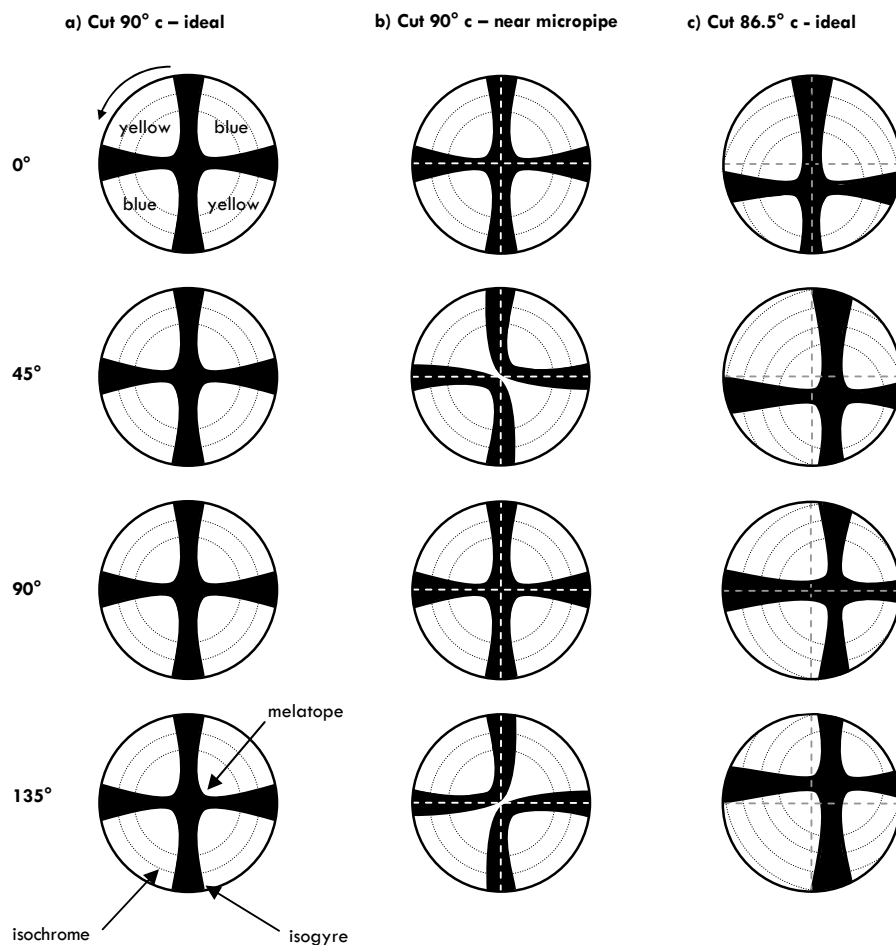 a) Cut 90° c – ideal
b) Cut 90° c – near micropipe
c) Cut 86.5° c - ideal
yellow
blue
0°
blue
yellow
45°
90°
melatope
135°
isochrome
isogyre